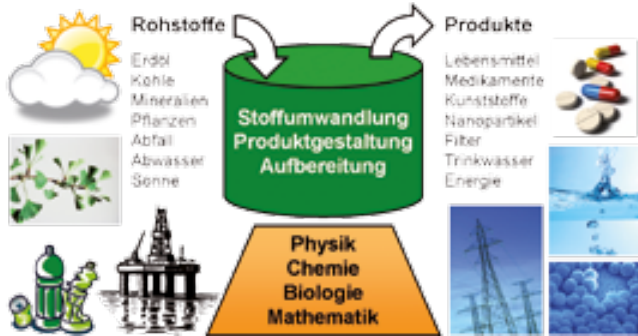 Rohstoffe
Erdöl
Kohle
Mineralien
Pflanzen
Abfall
Abwasser
Sonne
Stoffumwandlung
Produktgestaltung
Aufbereitung
Physik
Chemie
Biologie
Mathematik
Produkte
Lebensmittel
Medikamente
Kunststoffe
Nanopartikel
Filter
Trinkwasser
Energie